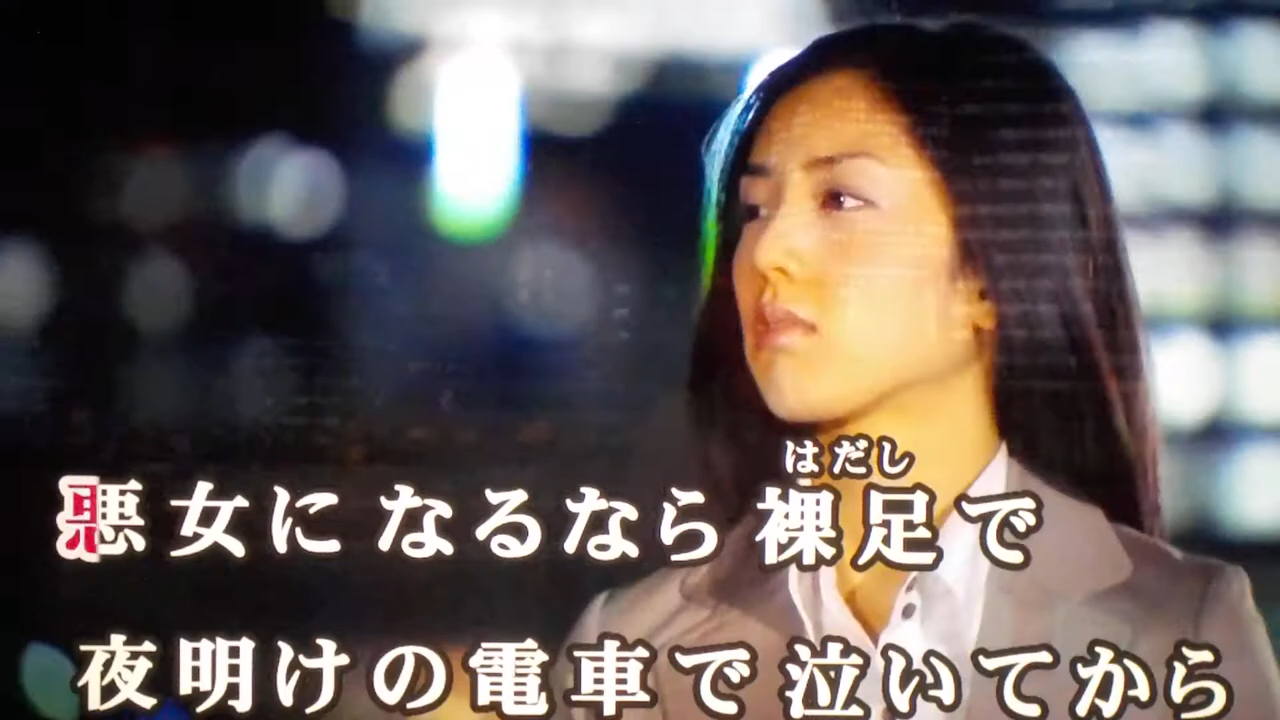 はだし
悪女になるなら裸足で
夜明けの電車で泣いてから